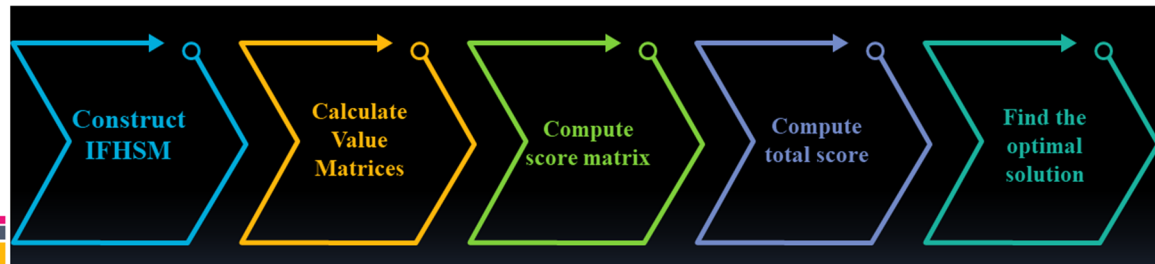 Construct
IFHSM
Calculate
Value
Matrices
Compute
score matrix
Compute
total score
Find the
optimal
solution